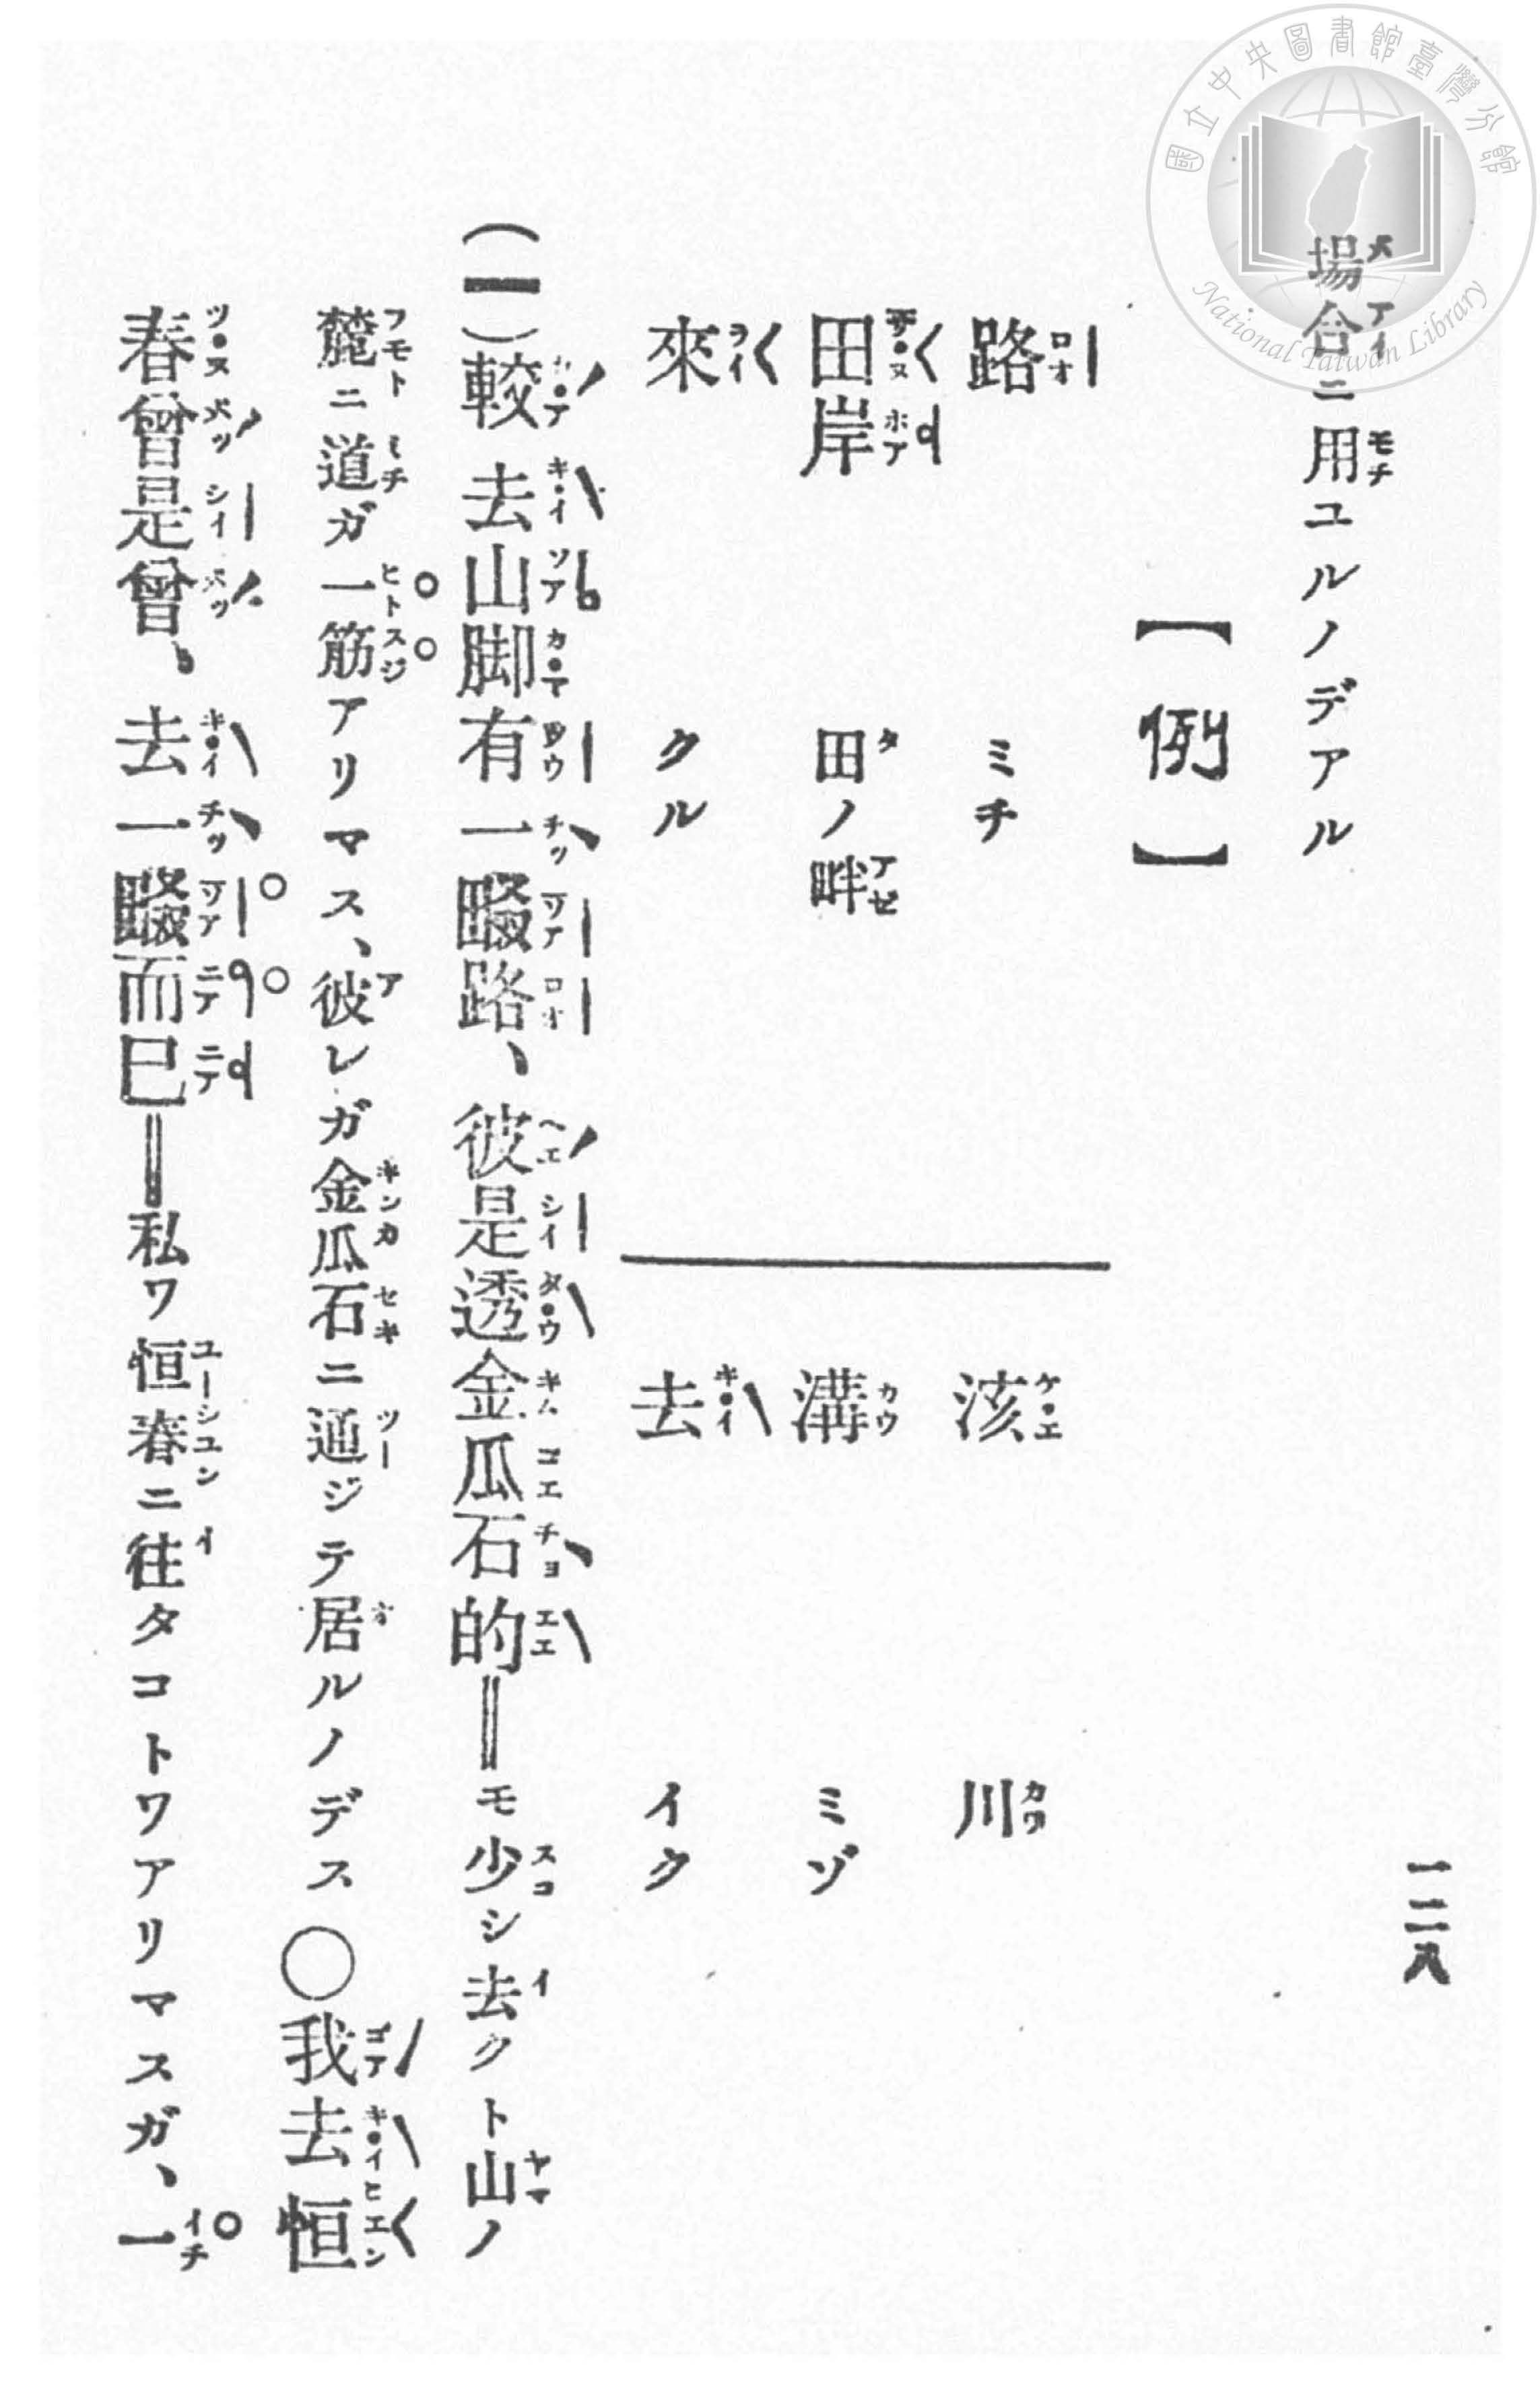 國立中央圖書館臺灣分館
National Taiwan Library
一二八
場合ニ用ユルノデアル
【例】
路 ミチ
田岸 田ノ畔
來 クル
㳘 川
溝 ミゾ
去 イク
(一)較去山脚有一畷路、彼是透金瓜石的＝モ少シ去クト山ノ
麓ニ道ガ一筋アリマス、彼レガ金瓜石ニ通ジテ居ルノデス○我去恒
春曾是曾、去一畷而已＝私ワ恒春ニ往タコトワアリマスガ、一